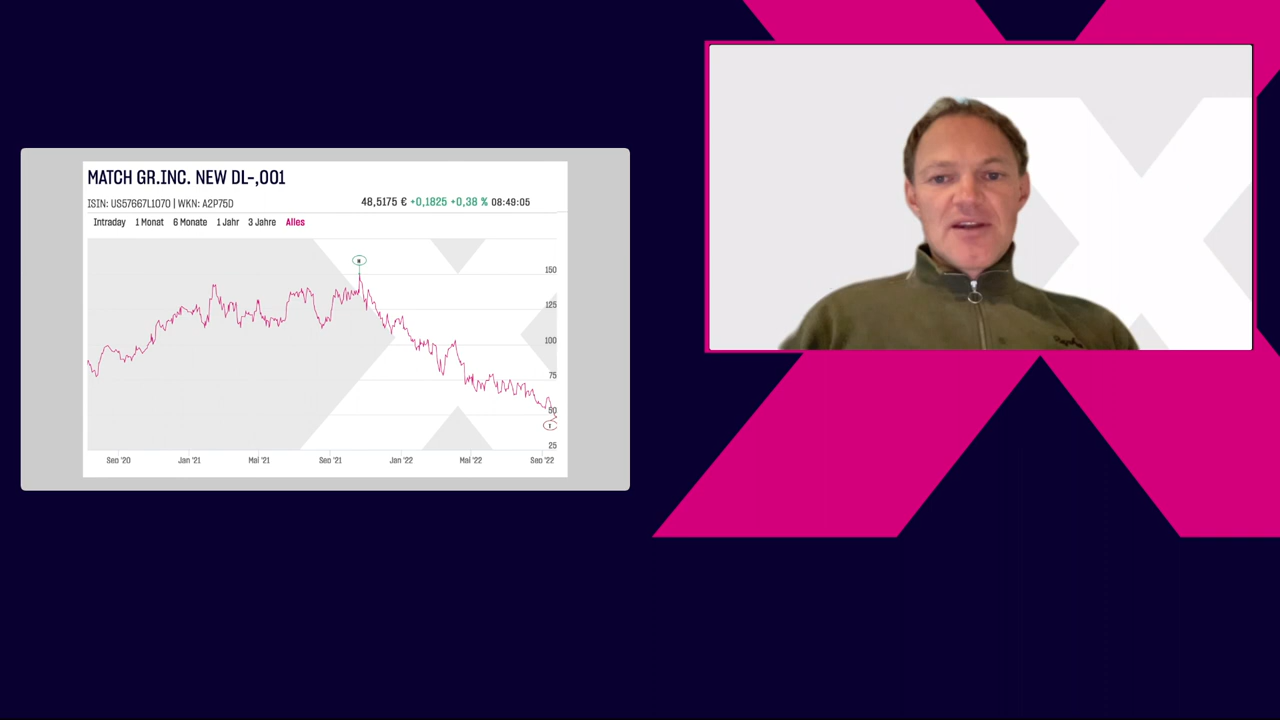 MATCH GR.INC. NEW DL-,001
ISIN: US57667L1070 | WKN: A2P75D
48,5175 € +0,1825 +0,38 % 08:49:05
Intraday 1 Monat 6 Monate 1 Jahr 3 Jahre Alles
150
125
100
75
50
25
Sep '20 Jan '21 Mai '21 Sep '21 Jan '22 Mai '22 Sep '22